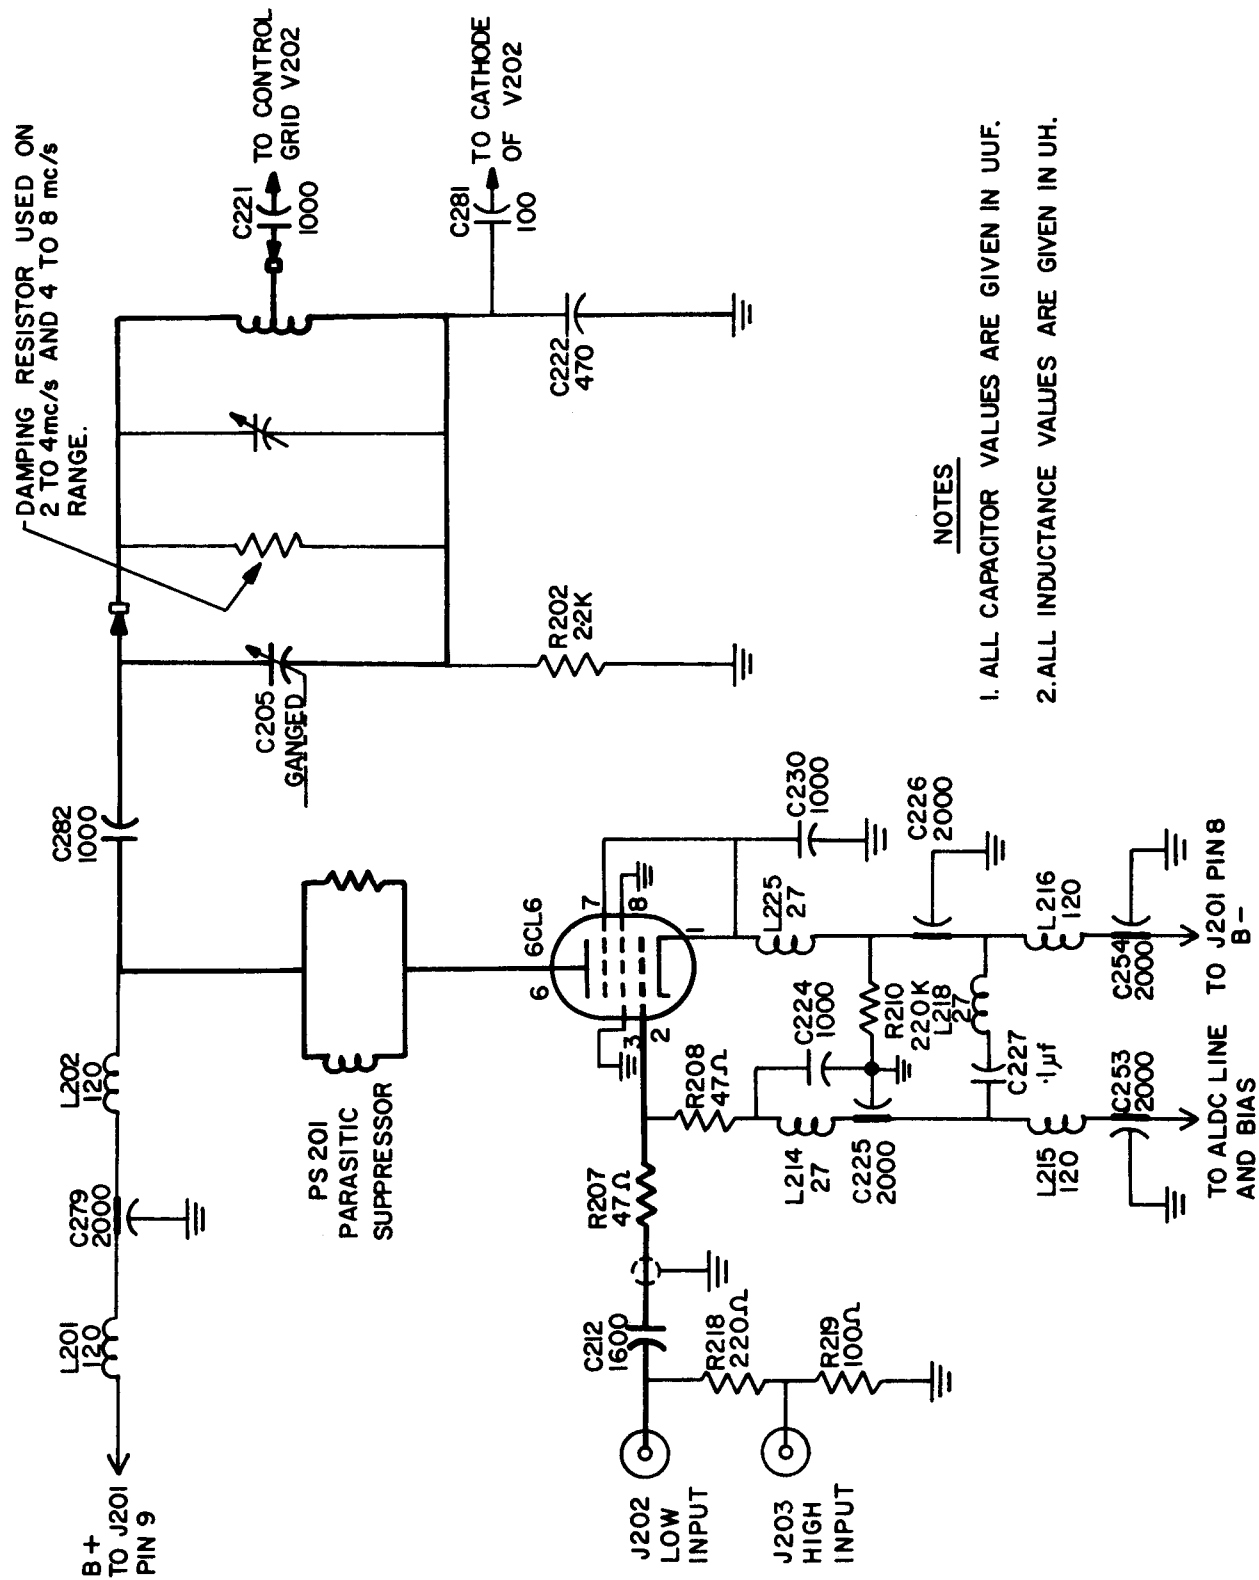 B+
TO J201
PIN 9
L201
120
C279
2000
L202
120
C282
1000
DAMPING RESISTOR USED ON
2 TO 4mc/s AND 4 TO 8 mc/s
RANGE.
C205
GANGED
C221
1000
TO CONTROL
GRID V202
C281
100
TO CATHODE
OF V202
C222
470
R202
2.2K
PS 201
PARASITIC
SUPPRESSOR
6CL6
6
7
8
3
2
1
J202
LOW
INPUT
J203
HIGH
INPUT
C212
1600
R218
220Ω
R219
100Ω
R207
47Ω
R208
47Ω
L214
27
C224
1000
C225
2000
R210
220K
L218
27
C227
.1μf
L225
27
C230
1000
C226
2000
L215
120
C253
2000
L216
120
C254
2000
TO ALDC LINE
AND BIAS
TO J201 PIN 8
B-
NOTES
1. ALL CAPACITOR VALUES ARE GIVEN IN UUF.
2. ALL INDUCTANCE VALUES ARE GIVEN IN UH.